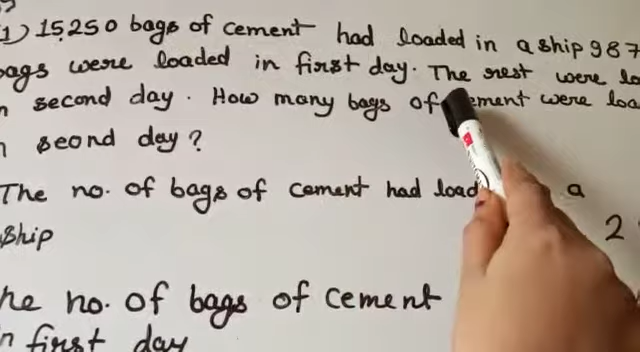 1) 15,250 bags of cement had loaded in a ship 987
bags were loaded in first day. The rest were
second day. How many bags of cement were
seond day?
The no. of bags of cement had load a
ship
2
he no. of bags of cement
n first day